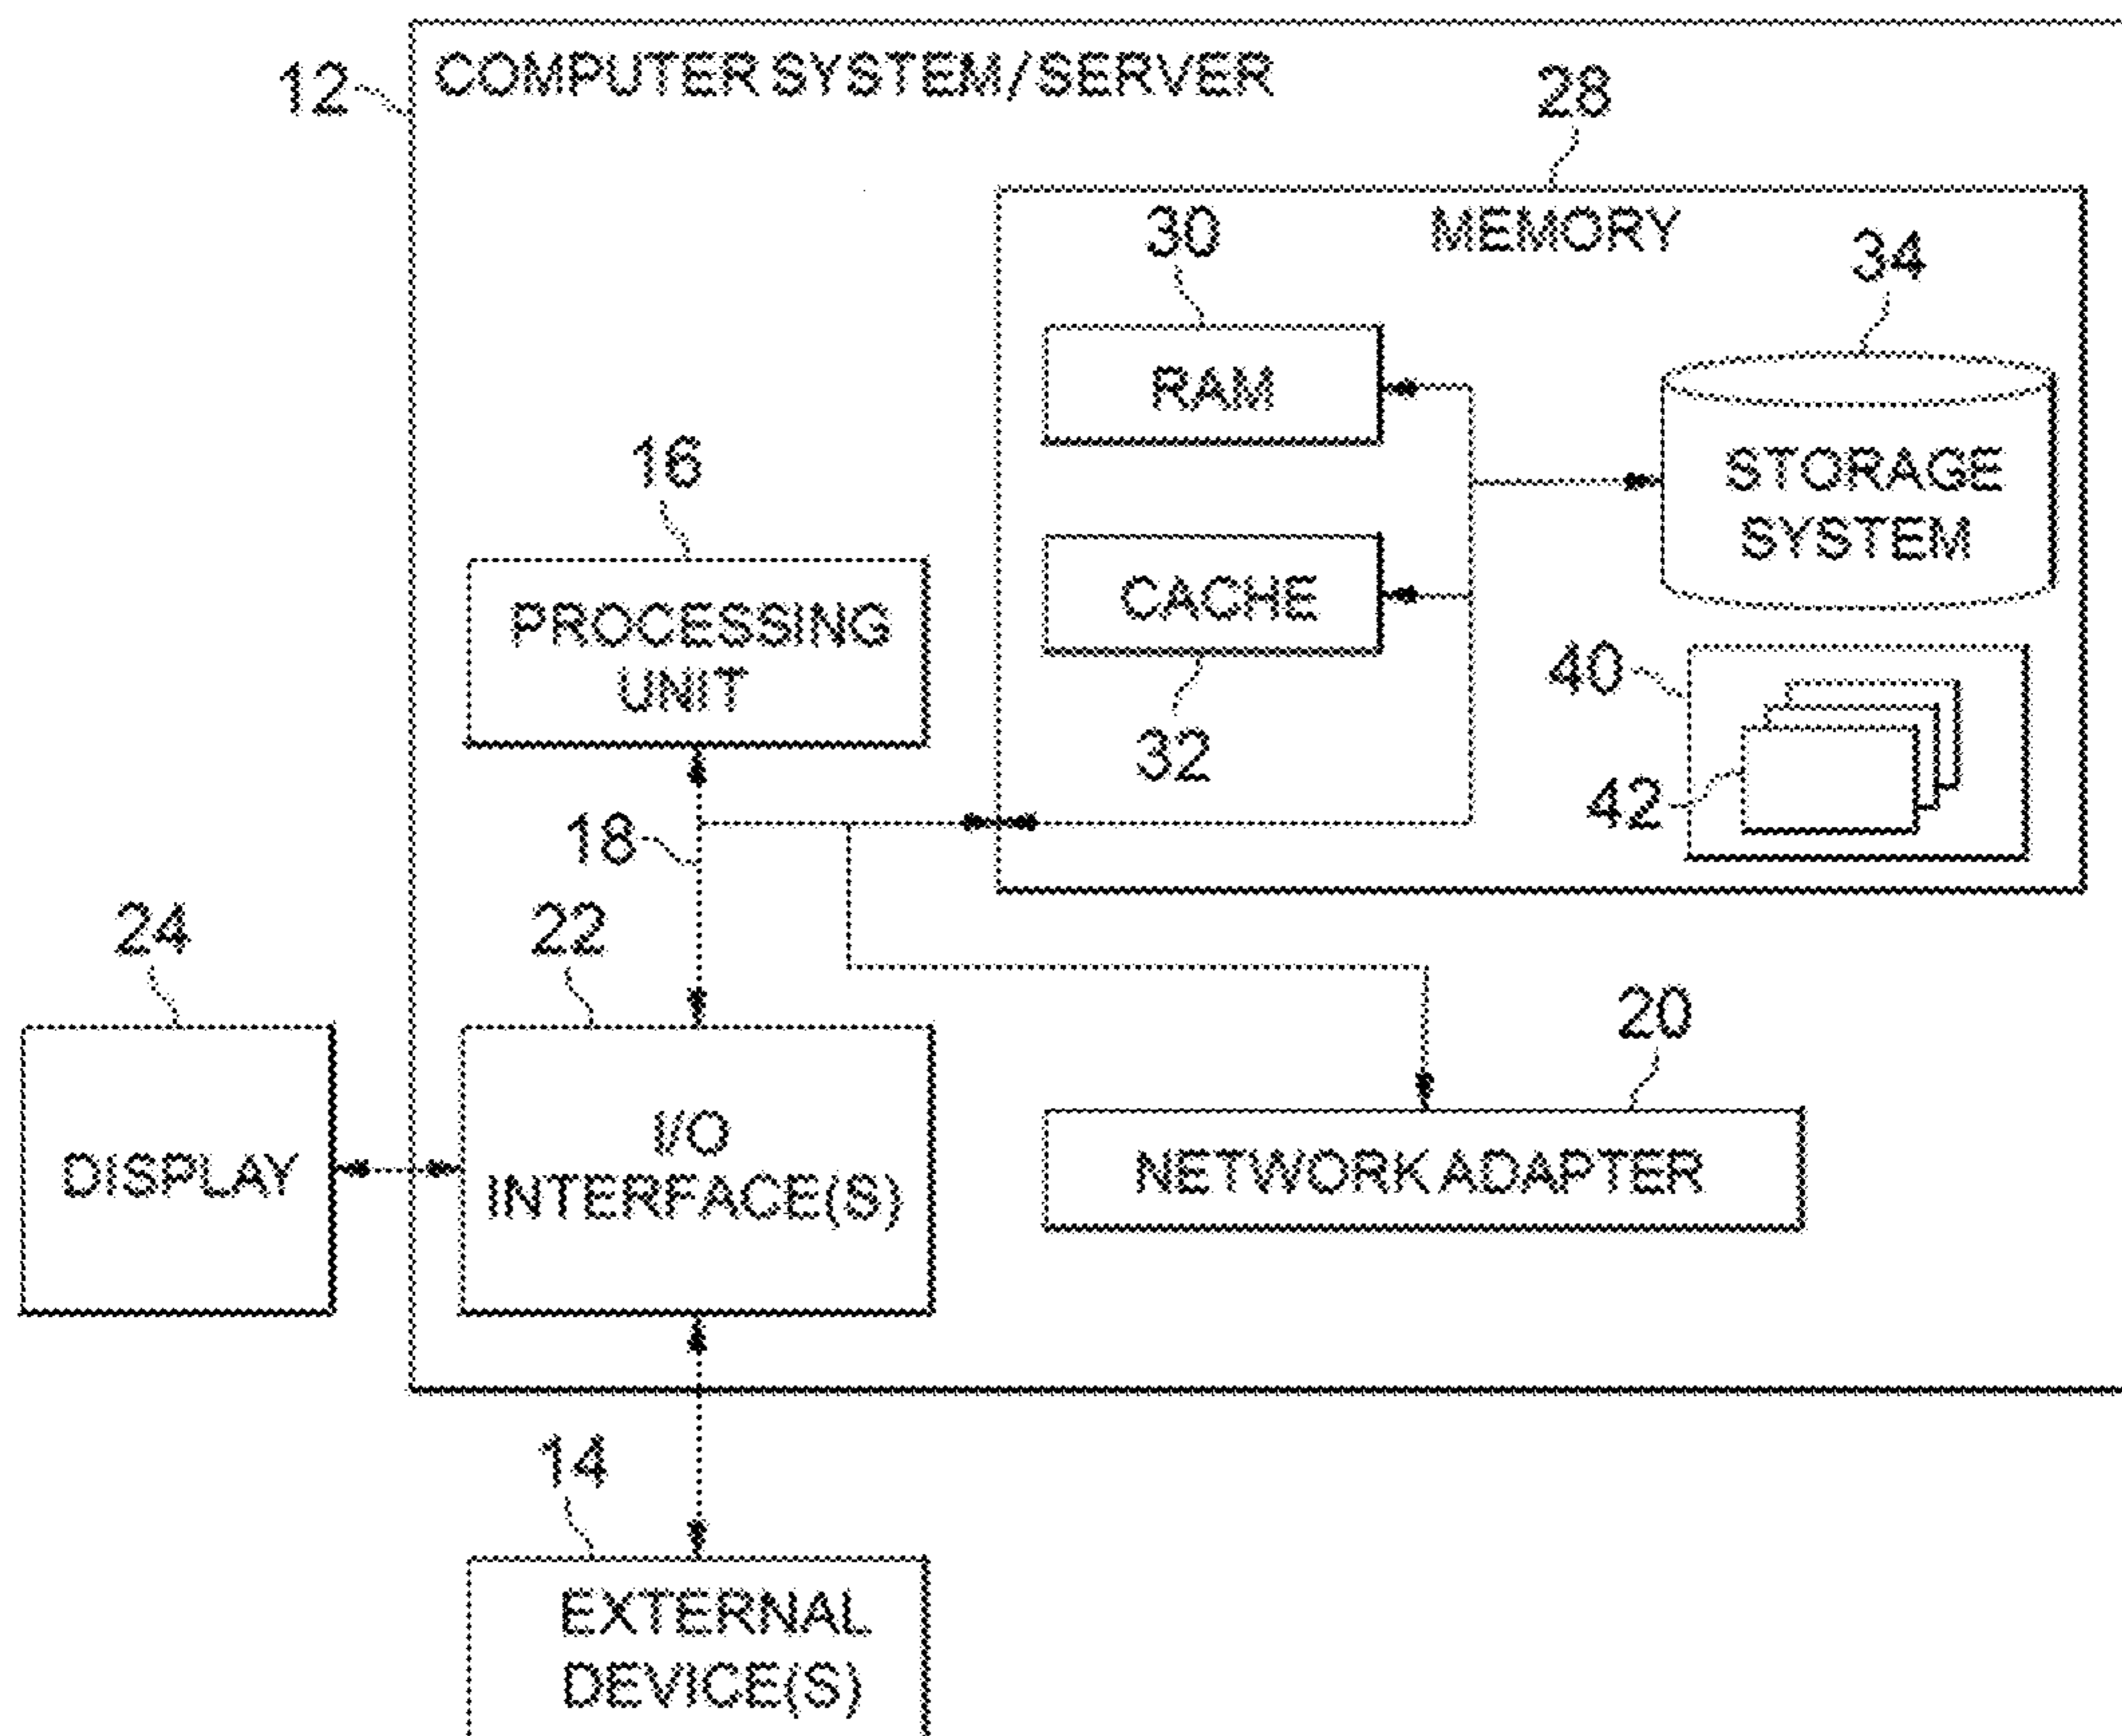 12
COMPUTER SYSTEM/SERVER
28
MEMORY
30
34
RAM
16
STORAGE
SYSTEM
PROCESSING
UNIT
CACHE
40
32
42
18
24
22
20
DISPLAY
I/O
INTERFACE(S)
NETWORK ADAPTER
14
EXTERNAL
DEVICE(S)